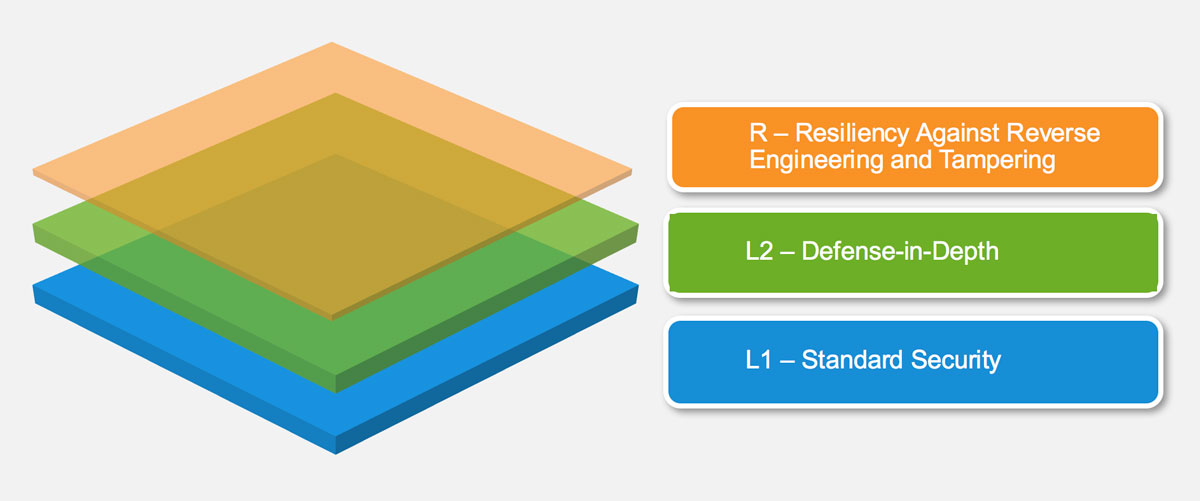 R – Resiliency Against Reverse
Engineering and Tampering
L2 – Defense-in-Depth
L1 – Standard Security